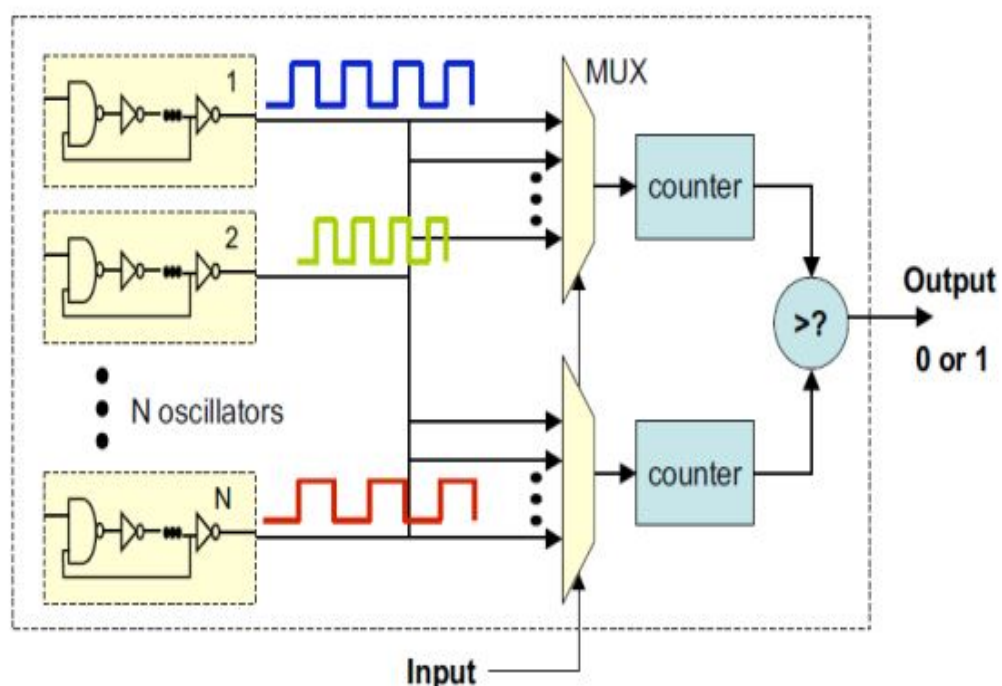 1
MUX
counter
2
Output
>?
0 or 1
N oscillators
counter
N
Input